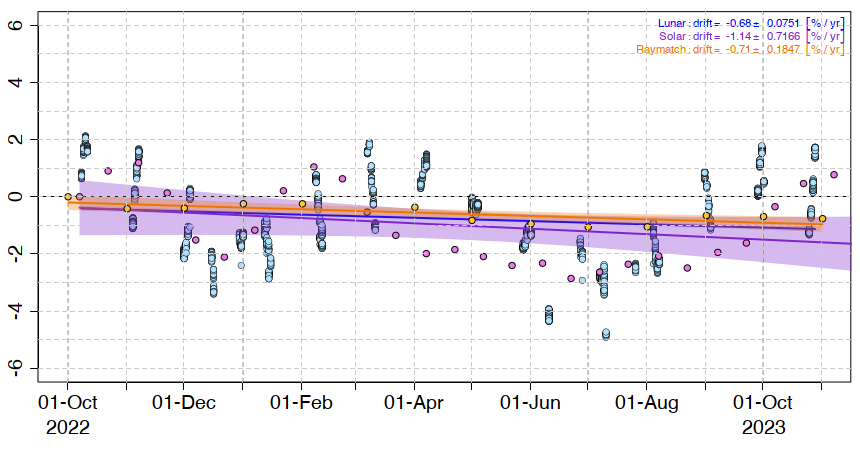 Lunar: drift= -0.68± 0.0751 [%/yr]
Solar: drift= -1.14± 0.7166 [%/yr]
Raymatch: drift= -0.71± 0.1847 [%/yr]
6
4
2
0
-2
-4
-6
01-Oct 01-Dec 01-Feb 01-Apr 01-Jun 01-Aug 01-Oct
2022 2023